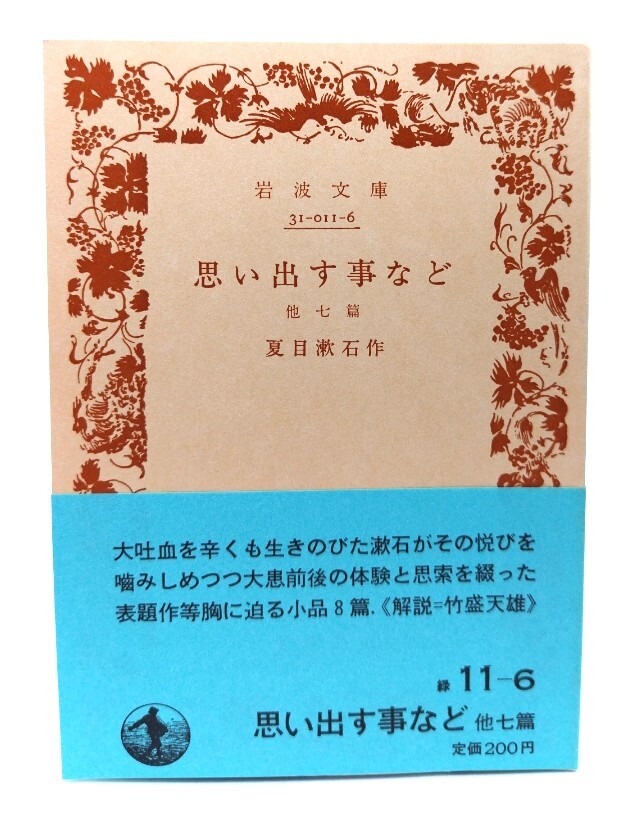 岩波文庫
31-011-6
思い出す事など
他七篇
夏目漱石作
大吐血を辛くも生きのびた漱石がその悦びを
嚙みしめつつ大患前後の体験と思索を綴った
表題作等胸に迫る小品8篇.《解説=竹盛天雄》
緑 11-6
思い出す事など 他七篇
定価200円